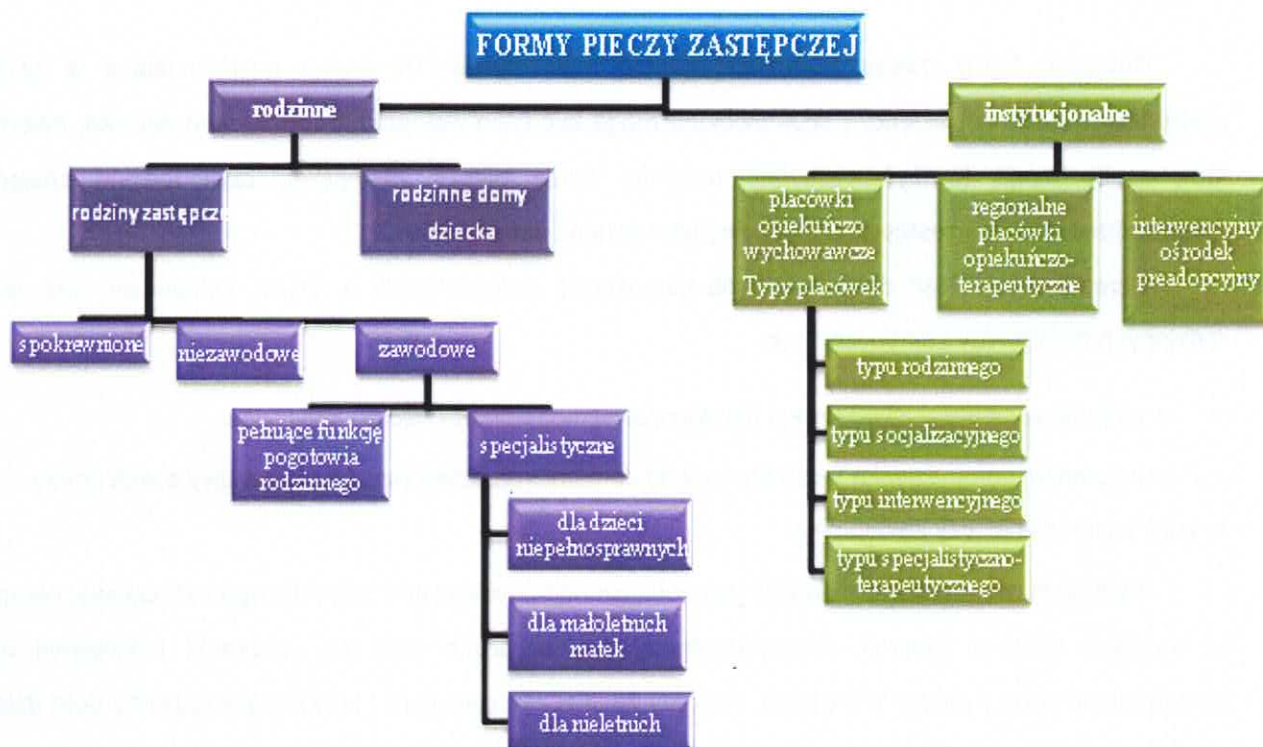 FORMY PIECZY ZASTĘPCZEJ
rodzinne
instytucjonalne
rodziny zastępcze
rodzinne domy
dziecka
placówki
opiekuńczo
wychowawcze
Typy placówek
regionalne
placówki
opiekuńczo-
terapeutyczne
interwencyjny
ośrodek
preadopcyjny
spokrewnione
niezawodowe
zawodowe
pełniące funkcję
pogotowia
rodzinnego
specjalistyczne
dla dzieci
niepełnosprawnych
dla małoletnich
matek
dla nieletnich
typu rodzinnego
typu socjalizacyjnego
typu interwencyjnego
typu specjalistyczno-
terapeutycznego